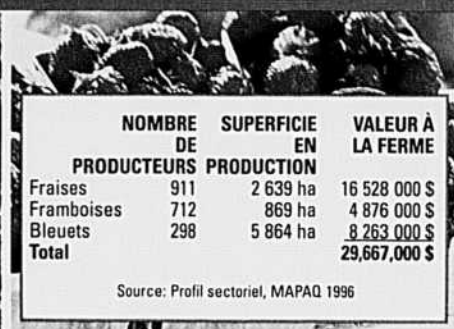 NOMBRE SUPERFICIE VALEUR À
DE EN LA FERME
PRODUCTEURS PRODUCTION
Fraises 911 2 639 ha 16 528 000 $
Framboises 712 869 ha 4 876 000 $
Bleuets 298 5 864 ha 8 263 000 $
Total 29,667,000 $
Source: Profil sectoriel, MAPAQ 1996